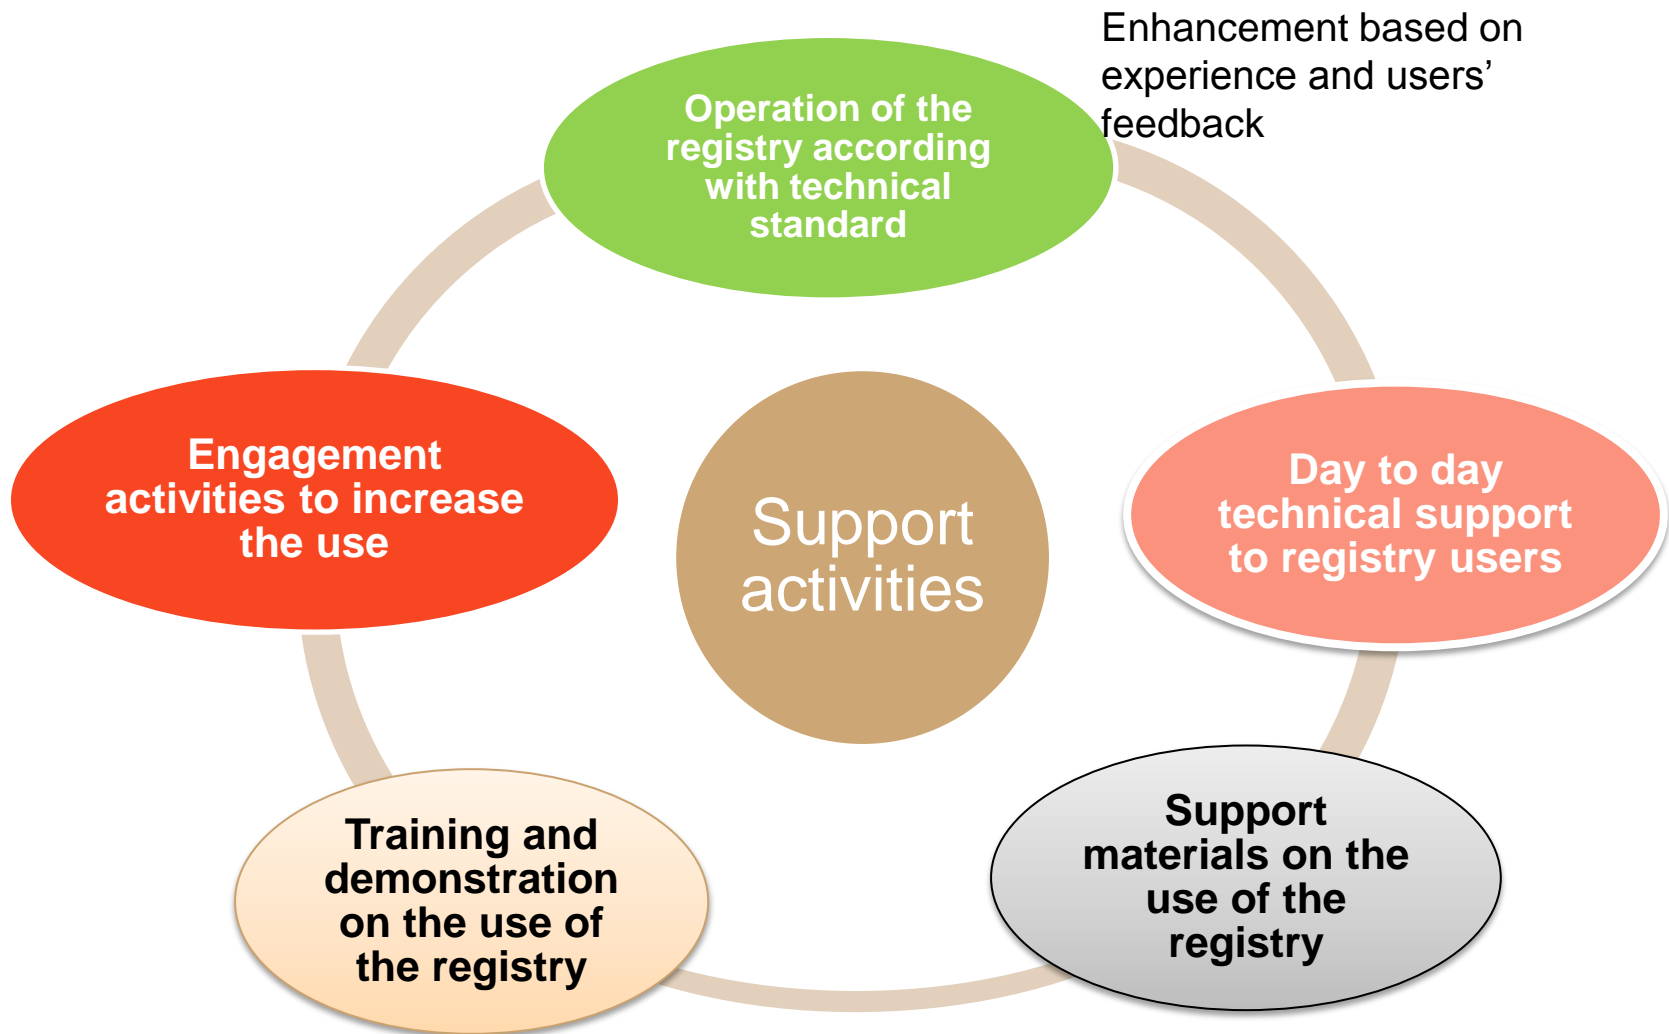 Enhancement based on
experience and users’
feedback
Operation of the
registry according
with technical
standard
Engagement
activities to increase
the use
Support
activities
Day to day
technical support
to registry users
Training and
demonstration
on the use of
the registry
Support
materials on the
use of the
registry